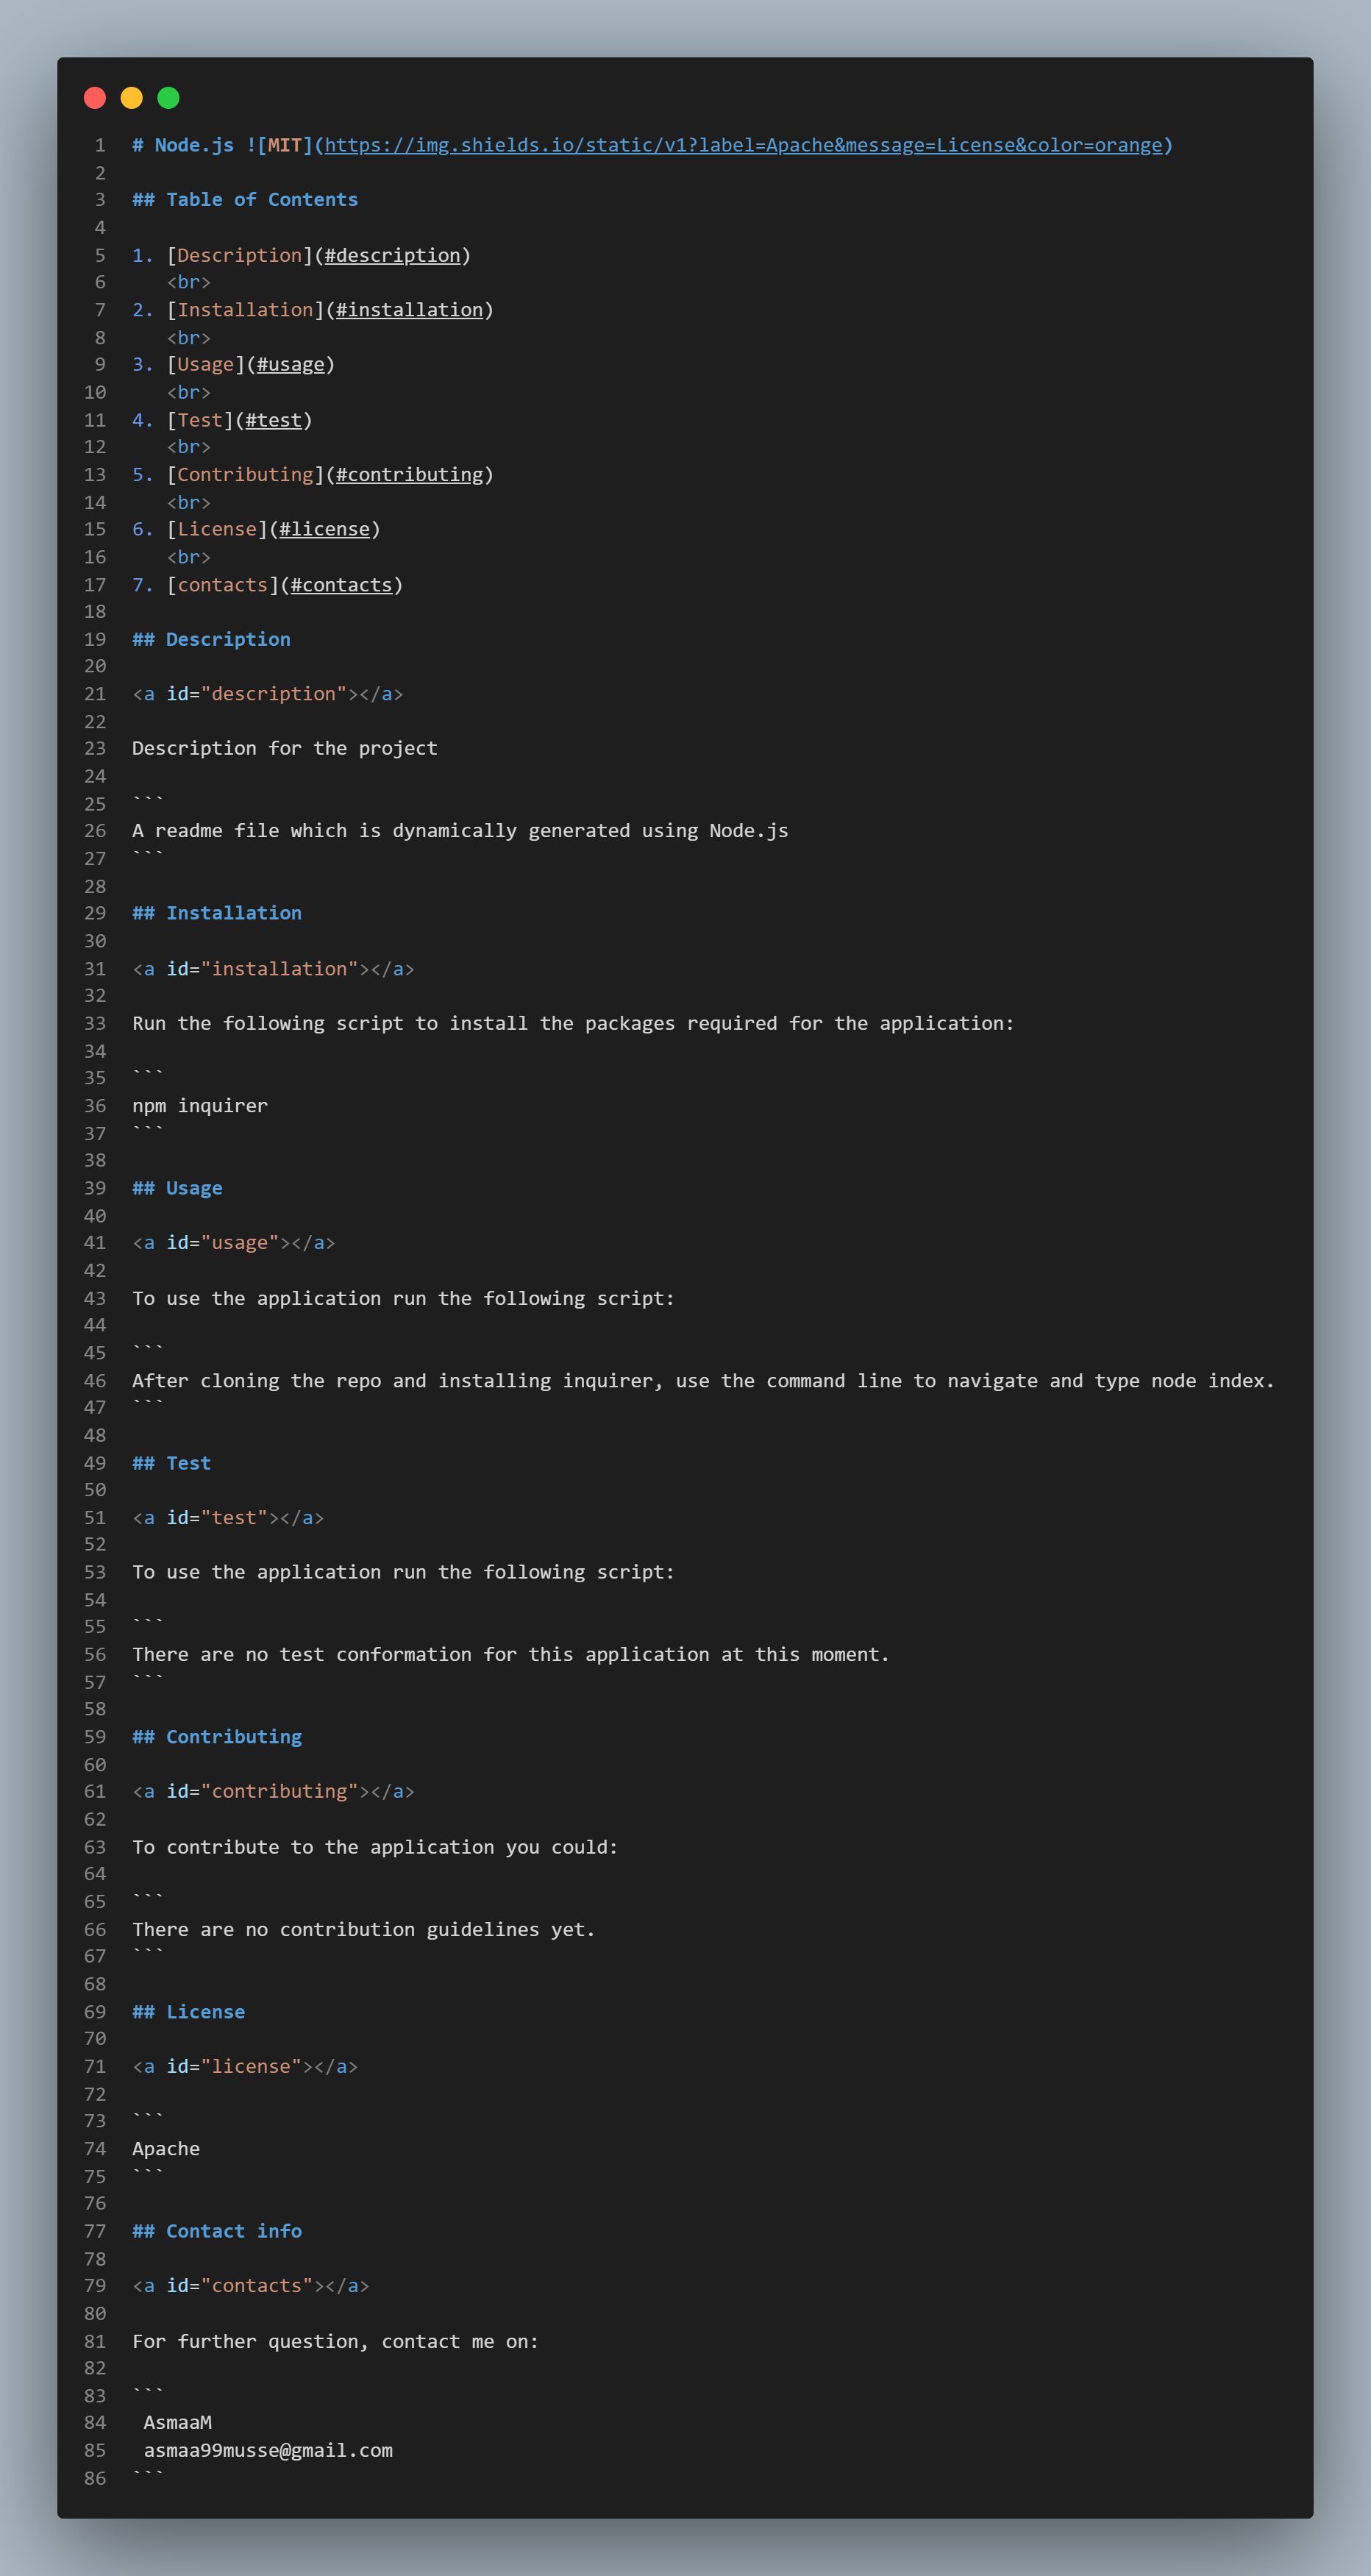 1 # Node.js ![MIT](https://img.shields.io/static/v1?label=Apache&message=License&color=orange)
2
3 ## Table of Contents
4
5 1. [Description](#description)
6    <br>
7 2. [Installation](#installation)
8    <br>
9 3. [Usage](#usage)
10    <br>
11 4. [Test](#test)
12    <br>
13 5. [Contributing](#contributing)
14    <br>
15 6. [License](#license)
16    <br>
17 7. [contacts](#contacts)
18
19 ## Description
20
21 <a id="description"></a>
22
23 Description for the project
24
25 ```
26 A readme file which is dynamically generated using Node.js
27 ```
28
29 ## Installation
30
31 <a id="installation"></a>
32
33 Run the following script to install the packages required for the application:
34
35 ```
36 npm inquirer
37 ```
38
39 ## Usage
40
41 <a id="usage"></a>
42
43 To use the application run the following script:
44
45 ```
46 After cloning the repo and installing inquirer, use the command line to navigate and type node index.
47 ```
48
49 ## Test
50
51 <a id="test"></a>
52
53 To use the application run the following script:
54
55 ```
56 There are no test conformation for this application at this moment.
57 ```
58
59 ## Contributing
60
61 <a id="contributing"></a>
62
63 To contribute to the application you could:
64
65 ```
66 There are no contribution guidelines yet.
67 ```
68
69 ## License
70
71 <a id="license"></a>
72
73 ```
74 Apache
75 ```
76
77 ## Contact info
78
79 <a id="contacts"></a>
80
81 For further question, contact me on:
82
83 ```
84  AsmaaM
85  asmaa99musse@gmail.com
86 ```